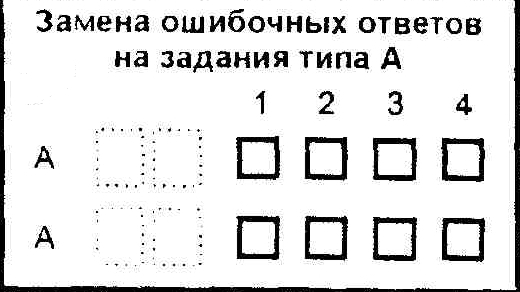 Замена ошибочных ответов
на задания типа А
1 2 3 4
А
А